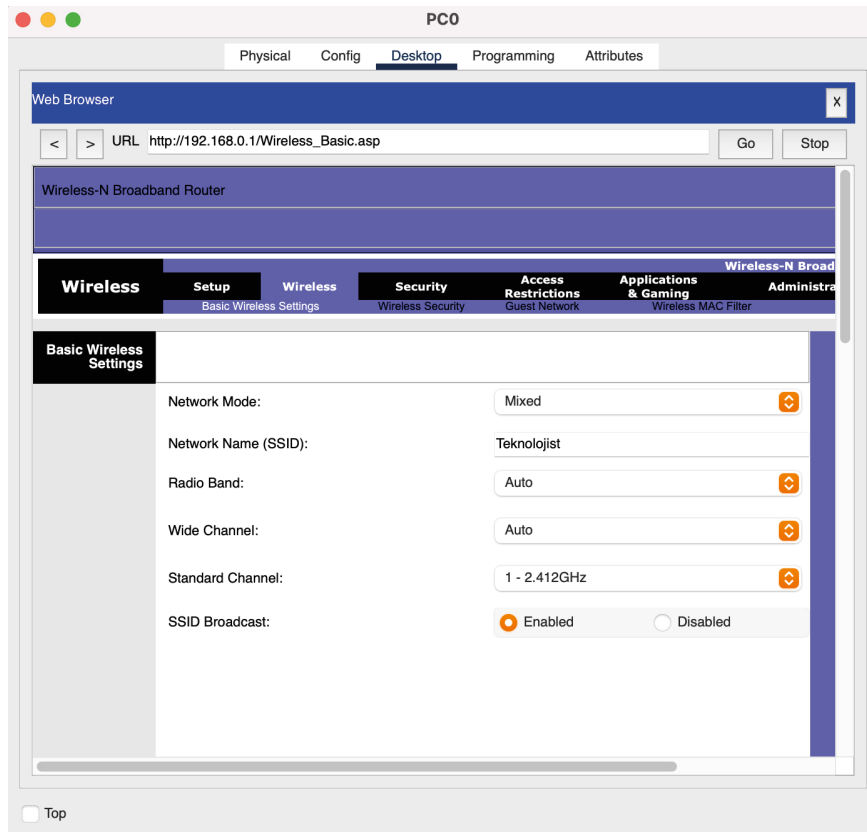 PC0
Physical Config Desktop Programming Attributes
Web Browser X
< > URL http://192.168.0.1/Wireless_Basic.asp Go Stop
Wireless-N Broadband Router
Wireless-N Broad
Wireless Setup Wireless Security Access Restrictions Applications & Gaming Administra
Basic Wireless Settings Wireless Security Guest Network Wireless MAC Filter
Basic Wireless
Settings
Network Mode: Mixed
Network Name (SSID): Teknolojist
Radio Band: Auto
Wide Channel: Auto
Standard Channel: 1 - 2.412GHz
SSID Broadcast: Enabled Disabled
Top